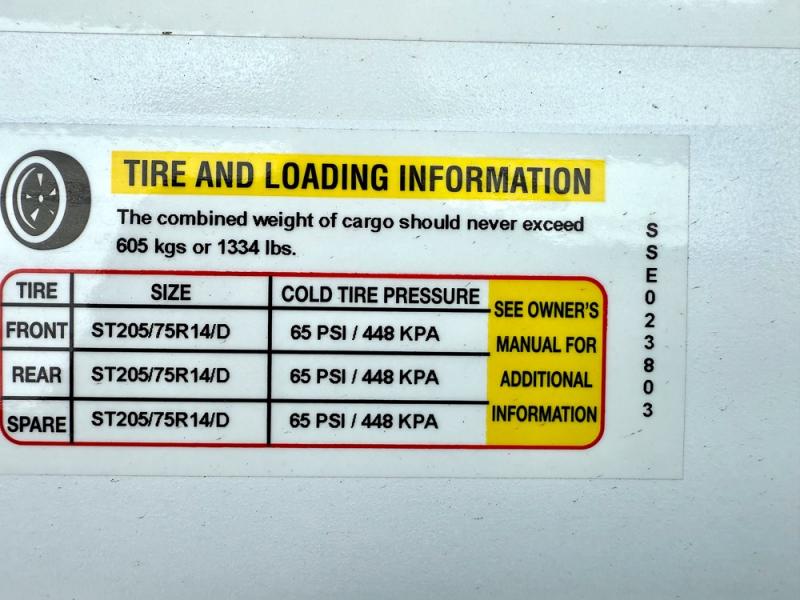 TIRE AND LOADING INFORMATION
The combined weight of cargo should never exceed
605 kgs or 1334 lbs.
TIRE SIZE COLD TIRE PRESSURE
FRONT ST205/75R14/D 65 PSI / 448 KPA
REAR ST205/75R14/D 65 PSI / 448 KPA
SPARE ST205/75R14/D 65 PSI / 448 KPA
SEE OWNER'S
MANUAL FOR
ADDITIONAL
INFORMATION
SSE023803